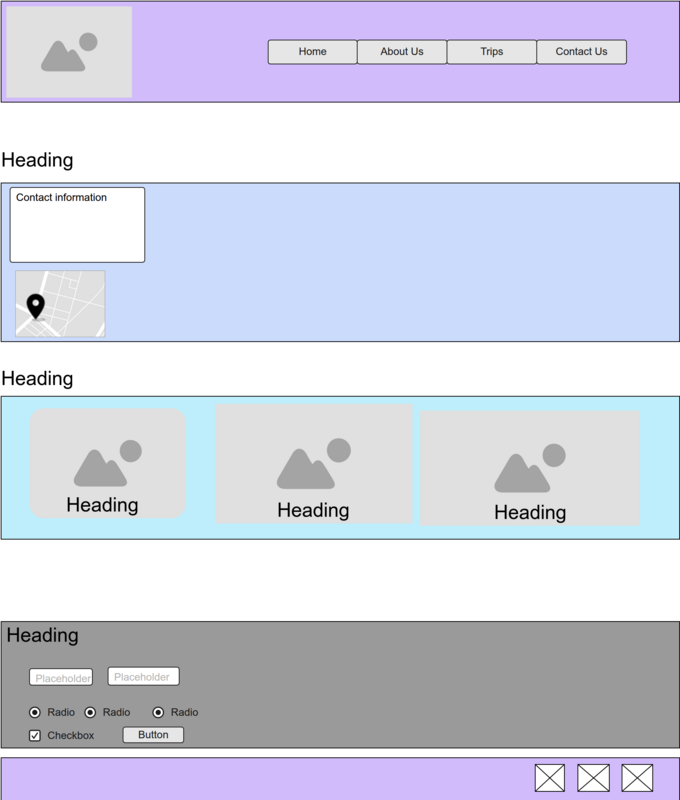 Home About Us Trips Contact Us
Heading
Contact information
Heading
Heading Heading Heading
Heading
Placeholder Placeholder
Radio Radio Radio
Checkbox Button